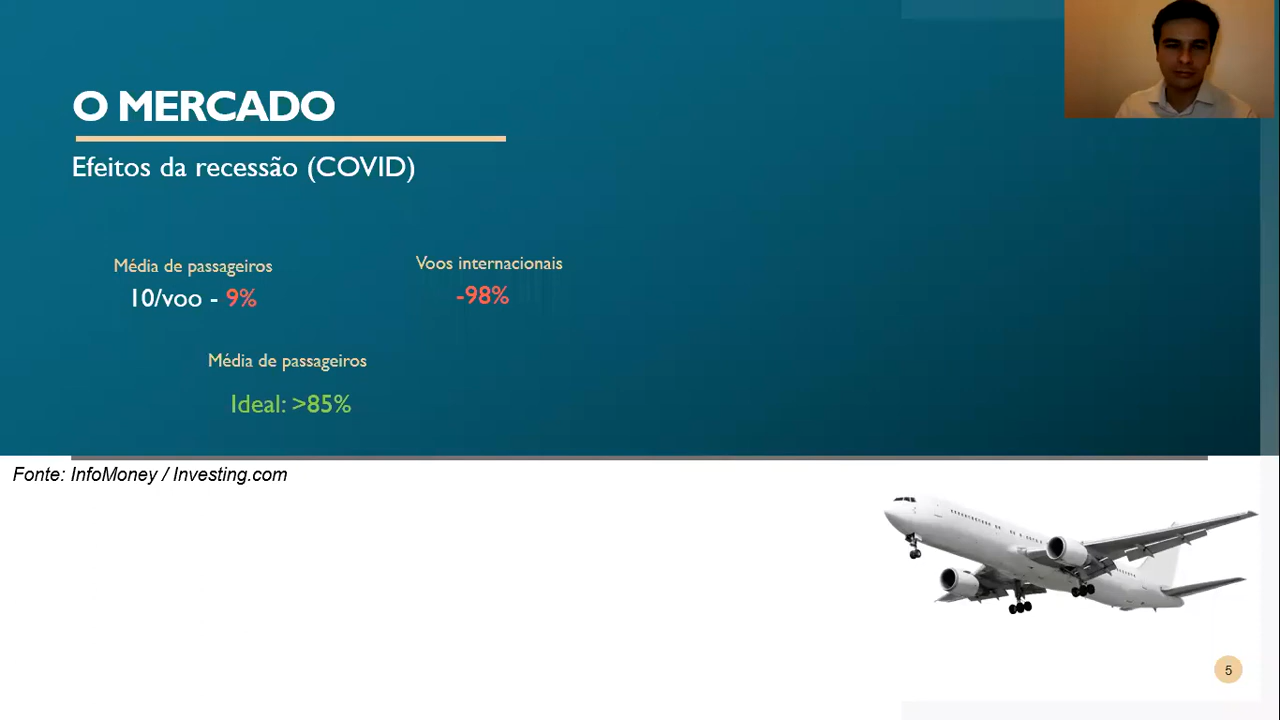 O MERCADO
Efeitos da recessão (COVID)
Média de passageiros
10/voo - 9%
Voos internacionais
-98%
Média de passageiros
Ideal: >85%
Fonte: InfoMoney / Investing.com
5